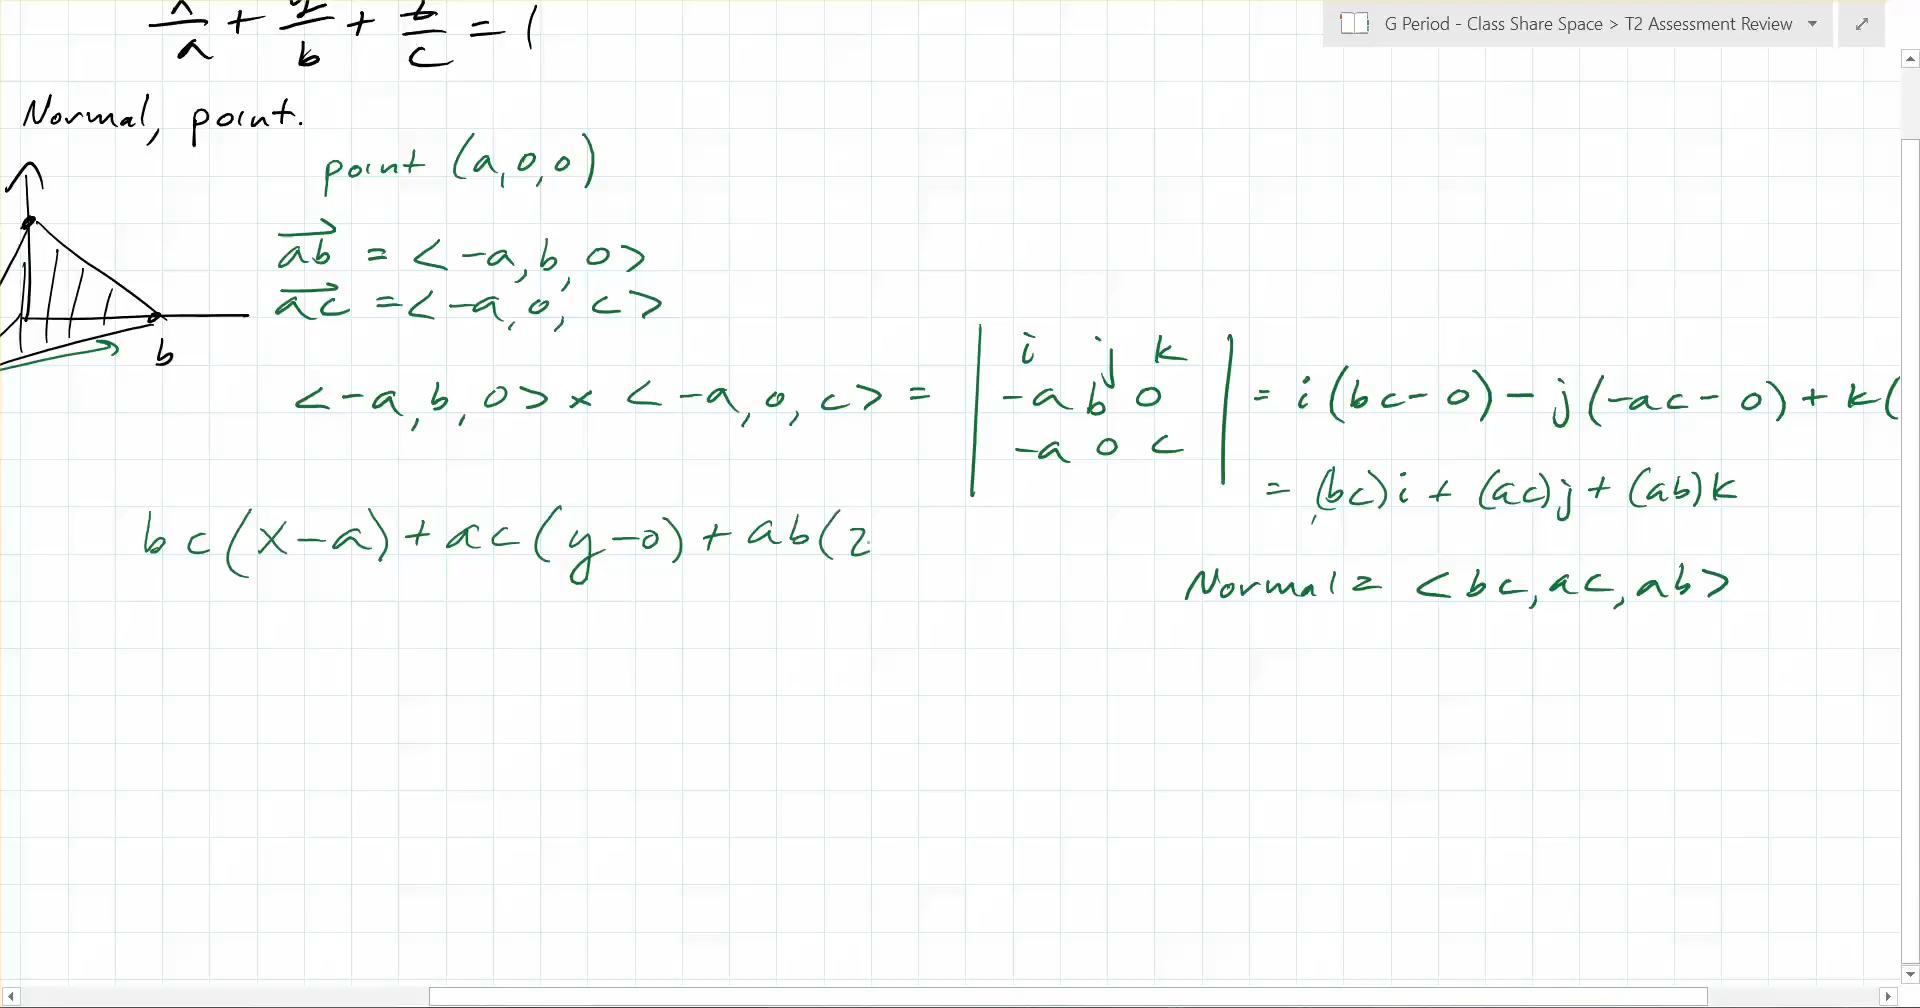 x/a + y/b + z/c = 1
G Period - Class Share Space > T2 Assessment Review
Normal, point.
point (a, 0, 0)
ab = < -a, b, 0 >
ac = < -a, 0, c >
b
< -a, b, 0 > x < -a, 0, c > = | i j k | = i(bc - 0) - j(-ac - 0) + k(
-a b 0
-a 0 c
= (bc)i + (ac)j + (ab)k
bc(x-a) + ac(y-0) + ab(z
Normal = < bc, ac, ab >